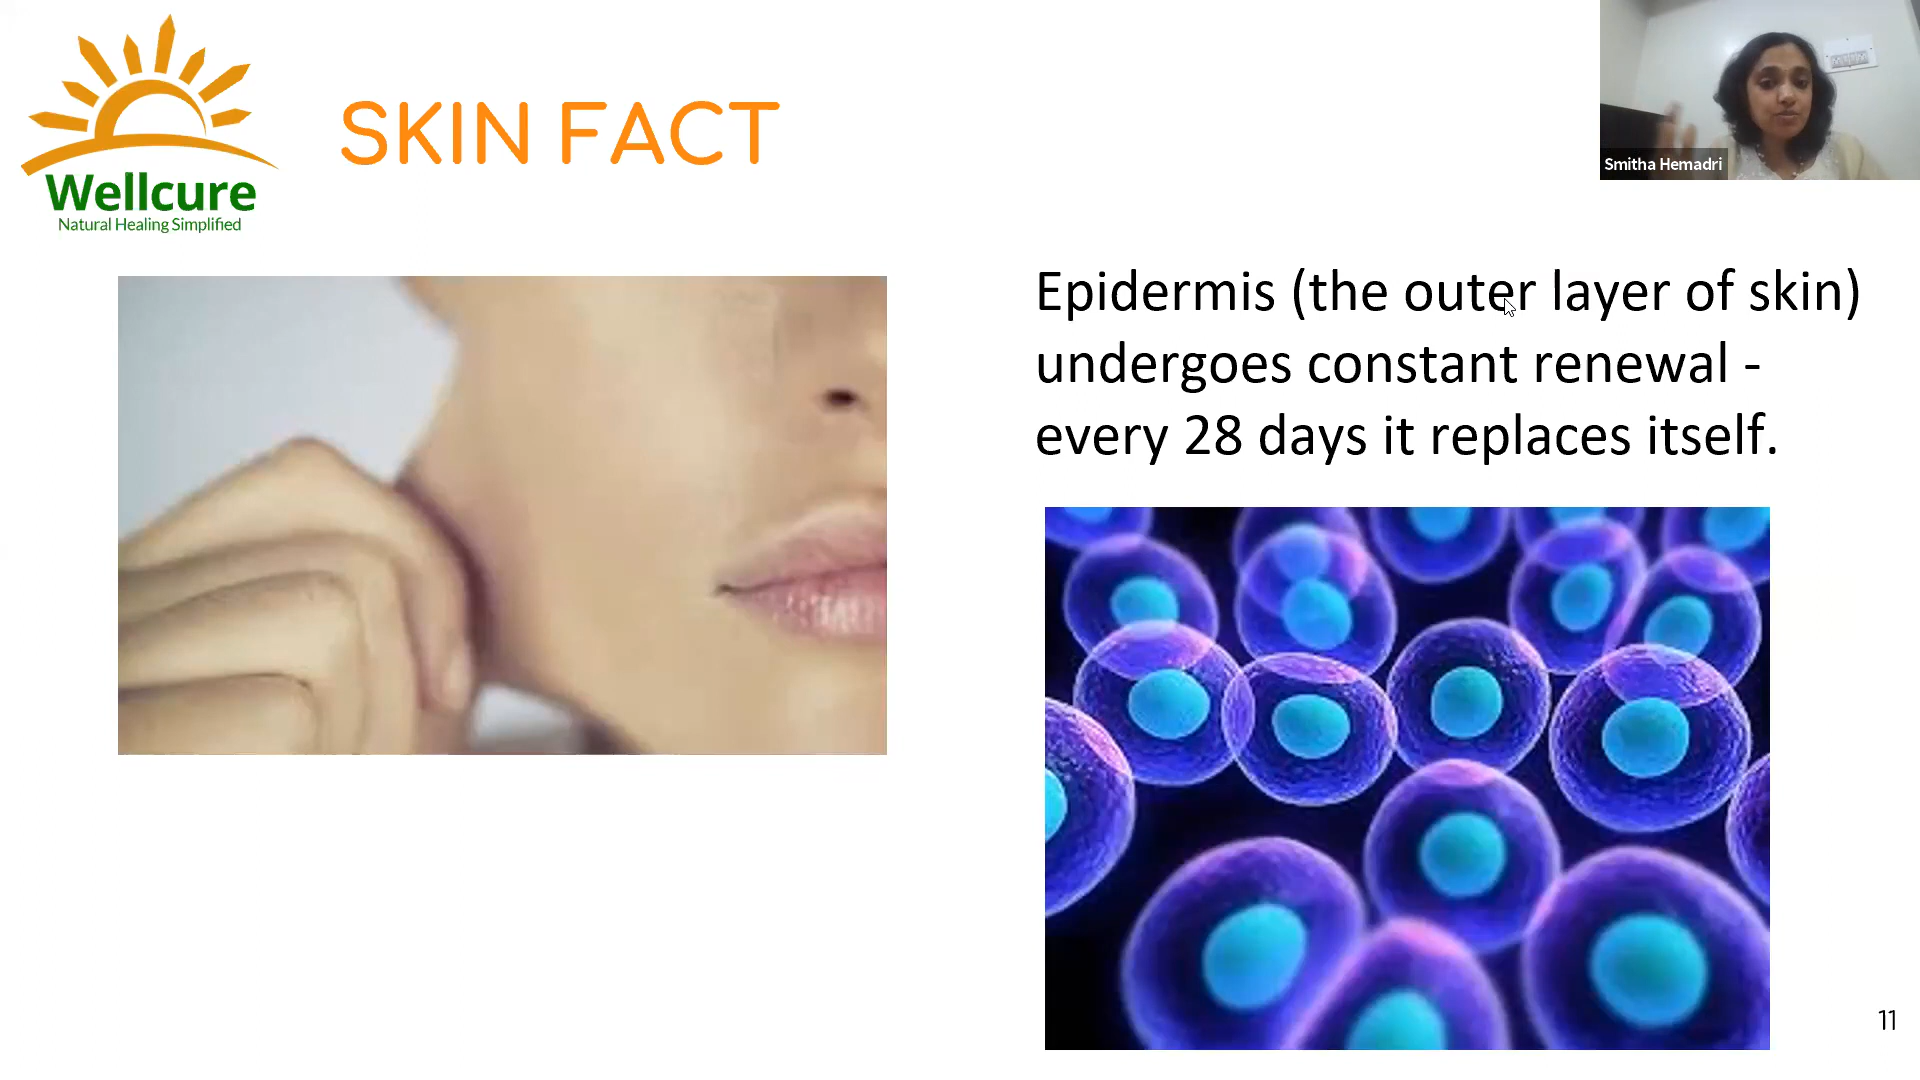 Wellcure
Natural Healing Simplified
SKIN FACT
Smitha Hemadri
Epidermis (the outer layer of skin)
undergoes constant renewal -
every 28 days it replaces itself.
11